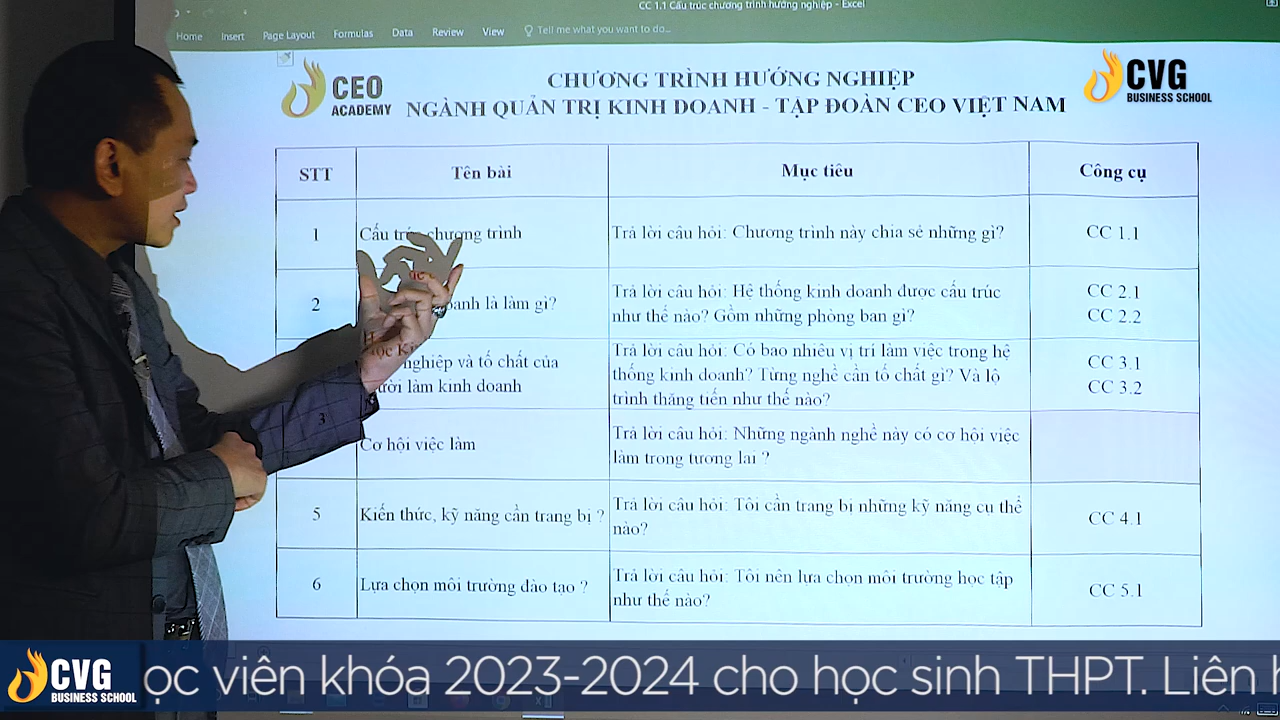 CC 1.1 Cấu trúc chương trình hướng nghiệp - Excel
Home Insert Page Layout Formulas Data Review View Tell me what you want to do...
CEO
ACADEMY
CHƯƠNG TRÌNH HƯỚNG NGHIỆP
NGÀNH QUẢN TRỊ KINH DOANH - TẬP ĐOÀN CEO VIỆT NAM
CVG
BUSINESS SCHOOL
STT Tên bài Mục tiêu Công cụ
1 Cấu trúc chương trình Trả lời câu hỏi: Chương trình này chia sẻ những gì? CC 1.1
2 là làm gì? Trả lời câu hỏi: Hệ thống kinh doanh được cấu trúc
như thế nào? Gồm những phòng ban gì? CC 2.1
CC 2.2
3 nghiệp và tố chất của
làm kinh doanh
Trả lời câu hỏi: Có bao nhiêu vị trí làm việc trong hệ
thống kinh doanh? Từng nghề cần tố chất gì? Và lộ
trình thăng tiến như thế nào?
CC 3.1
CC 3.2
Cơ hội việc làm Trả lời câu hỏi: Những ngành nghề này có cơ hội việc
làm trong tương lai ?
5 Kiến thức, kỹ năng cần trang bị ? Trả lời câu hỏi: Tôi cần trang bị những kỹ năng cụ thể
nào? CC 4.1
6 Lựa chọn môi trường đào tạo ? Trả lời câu hỏi: Tôi nên lựa chọn môi trường học tập
như thế nào? CC 5.1
CVG
BUSINESS SCHOOL
ọc viên khóa 2023-2024 cho học sinh THPT. Liên h